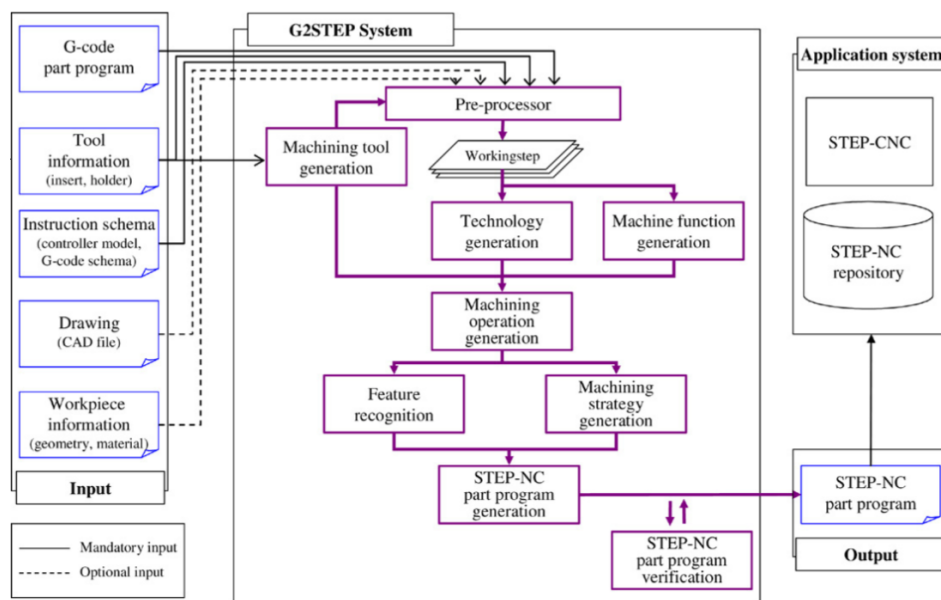 G-code
part program
Tool
information
(insert, holder)
Instruction schema
(controller model,
G-code schema)
Drawing
(CAD file)
Workpiece
information
(geometry, material)
Input
Mandatory input
Optional input
G2STEP System
Pre-processor
Machining tool
generation
Workingstep
Technology
generation
Machine function
generation
Machining
operation
generation
Feature
recognition
Machining
strategy
generation
STEP-NC
part program
generation
STEP-NC
part program
verification
Application system
STEP-CNC
STEP-NC
repository
STEP-NC
part program
Output